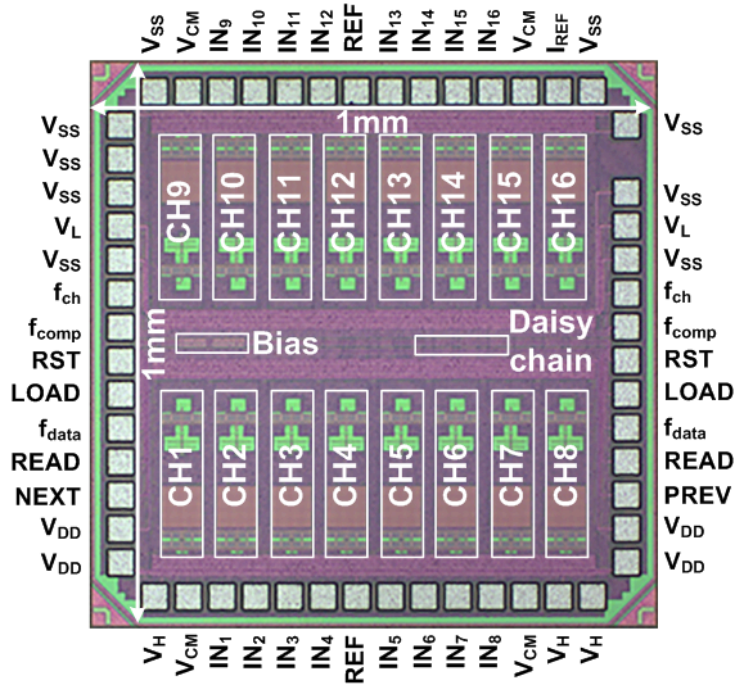 VSS VCM IN9 IN10 IN11 IN12 REF IN13 IN14 IN15 IN16 VCM IREF VSS
1mm
VSS
VSS
VSS
VL
VSS
fch
fcomp
RST
LOAD
fdata
READ
NEXT
VDD
VDD
CH9 CH10 CH11 CH12 CH13 CH14 CH15 CH16
1mm
Bias
Daisy
chain
CH1 CH2 CH3 CH4 CH5 CH6 CH7 CH8
VSS
VSS
VL
VSS
fch
fcomp
RST
LOAD
fdata
READ
PREV
VDD
VDD
VH VCM IN1 IN2 IN3 IN4 REF IN5 IN6 IN7 IN8 VCM VH VH